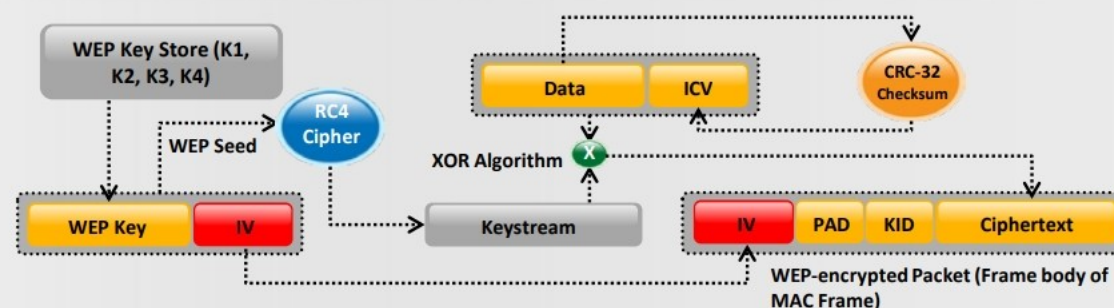 WEP Key Store (K1,
K2, K3, K4)
RC4
Cipher
WEP Seed
WEP Key
IV
Data
ICV
CRC-32
Checksum
XOR Algorithm
X
Keystream
IV
PAD
KID
Ciphertext
WEP-encrypted Packet (Frame body of
MAC Frame)